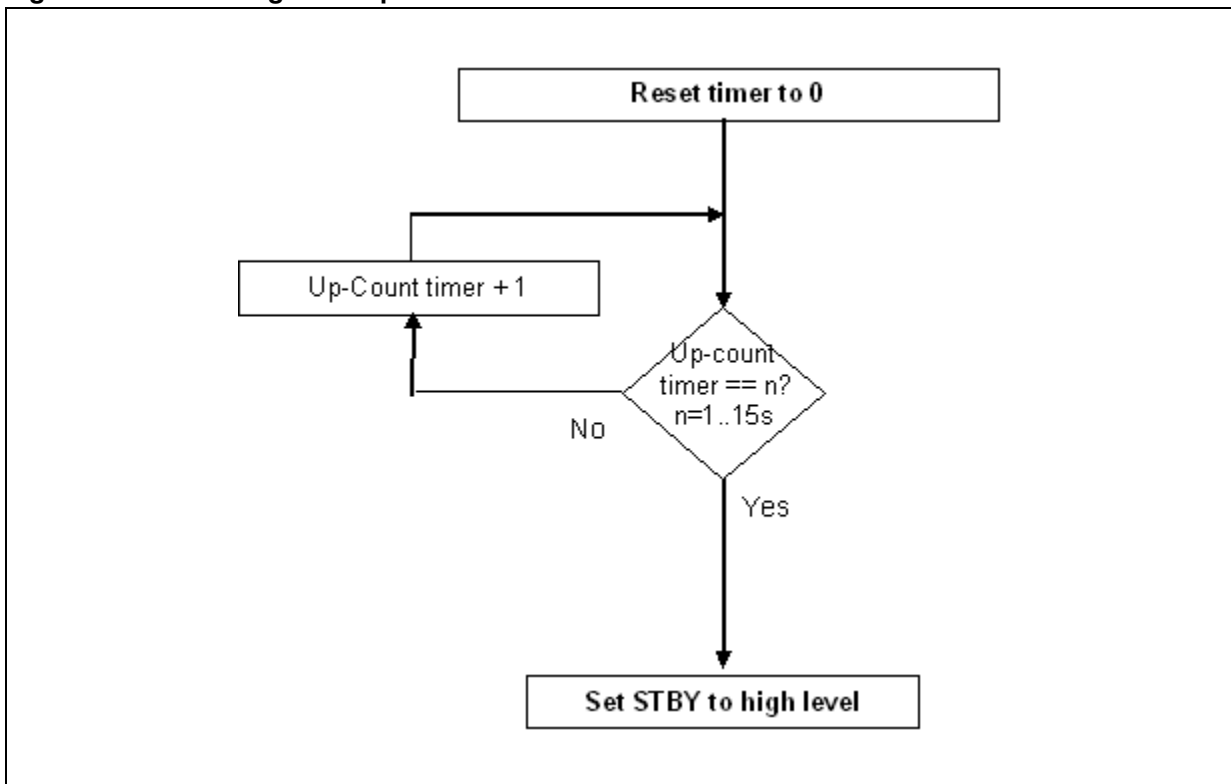 Reset timer to 0
Up-Count timer + 1
Up-count
timer == n?
n=1..15s
No
Yes
Set STBY to high level